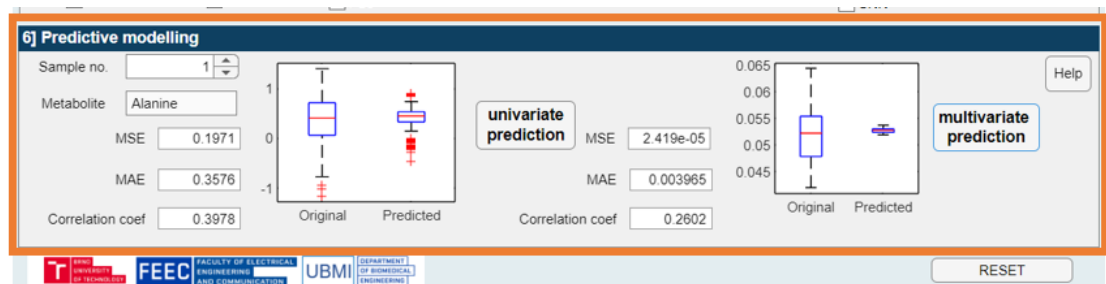 6] Predictive modelling
Sample no. 1
Metabolite Alanine
MSE 0.1971
MAE 0.3576
Correlation coef 0.3978
1
0
-1
Original Predicted
univariate
prediction
MSE 2.419e-05
MAE 0.003965
Correlation coef 0.2602
0.065
0.06
0.055
0.05
0.045
Original Predicted
multivariate
prediction
Help
BRNO
UNIVERSITY
OF TECHNOLOGY
FEEC
FACULTY OF ELECTRICAL
ENGINEERING
AND COMMUNICATION
UBMI
DEPARTMENT
OF BIOMEDICAL
ENGINEERING
RESET